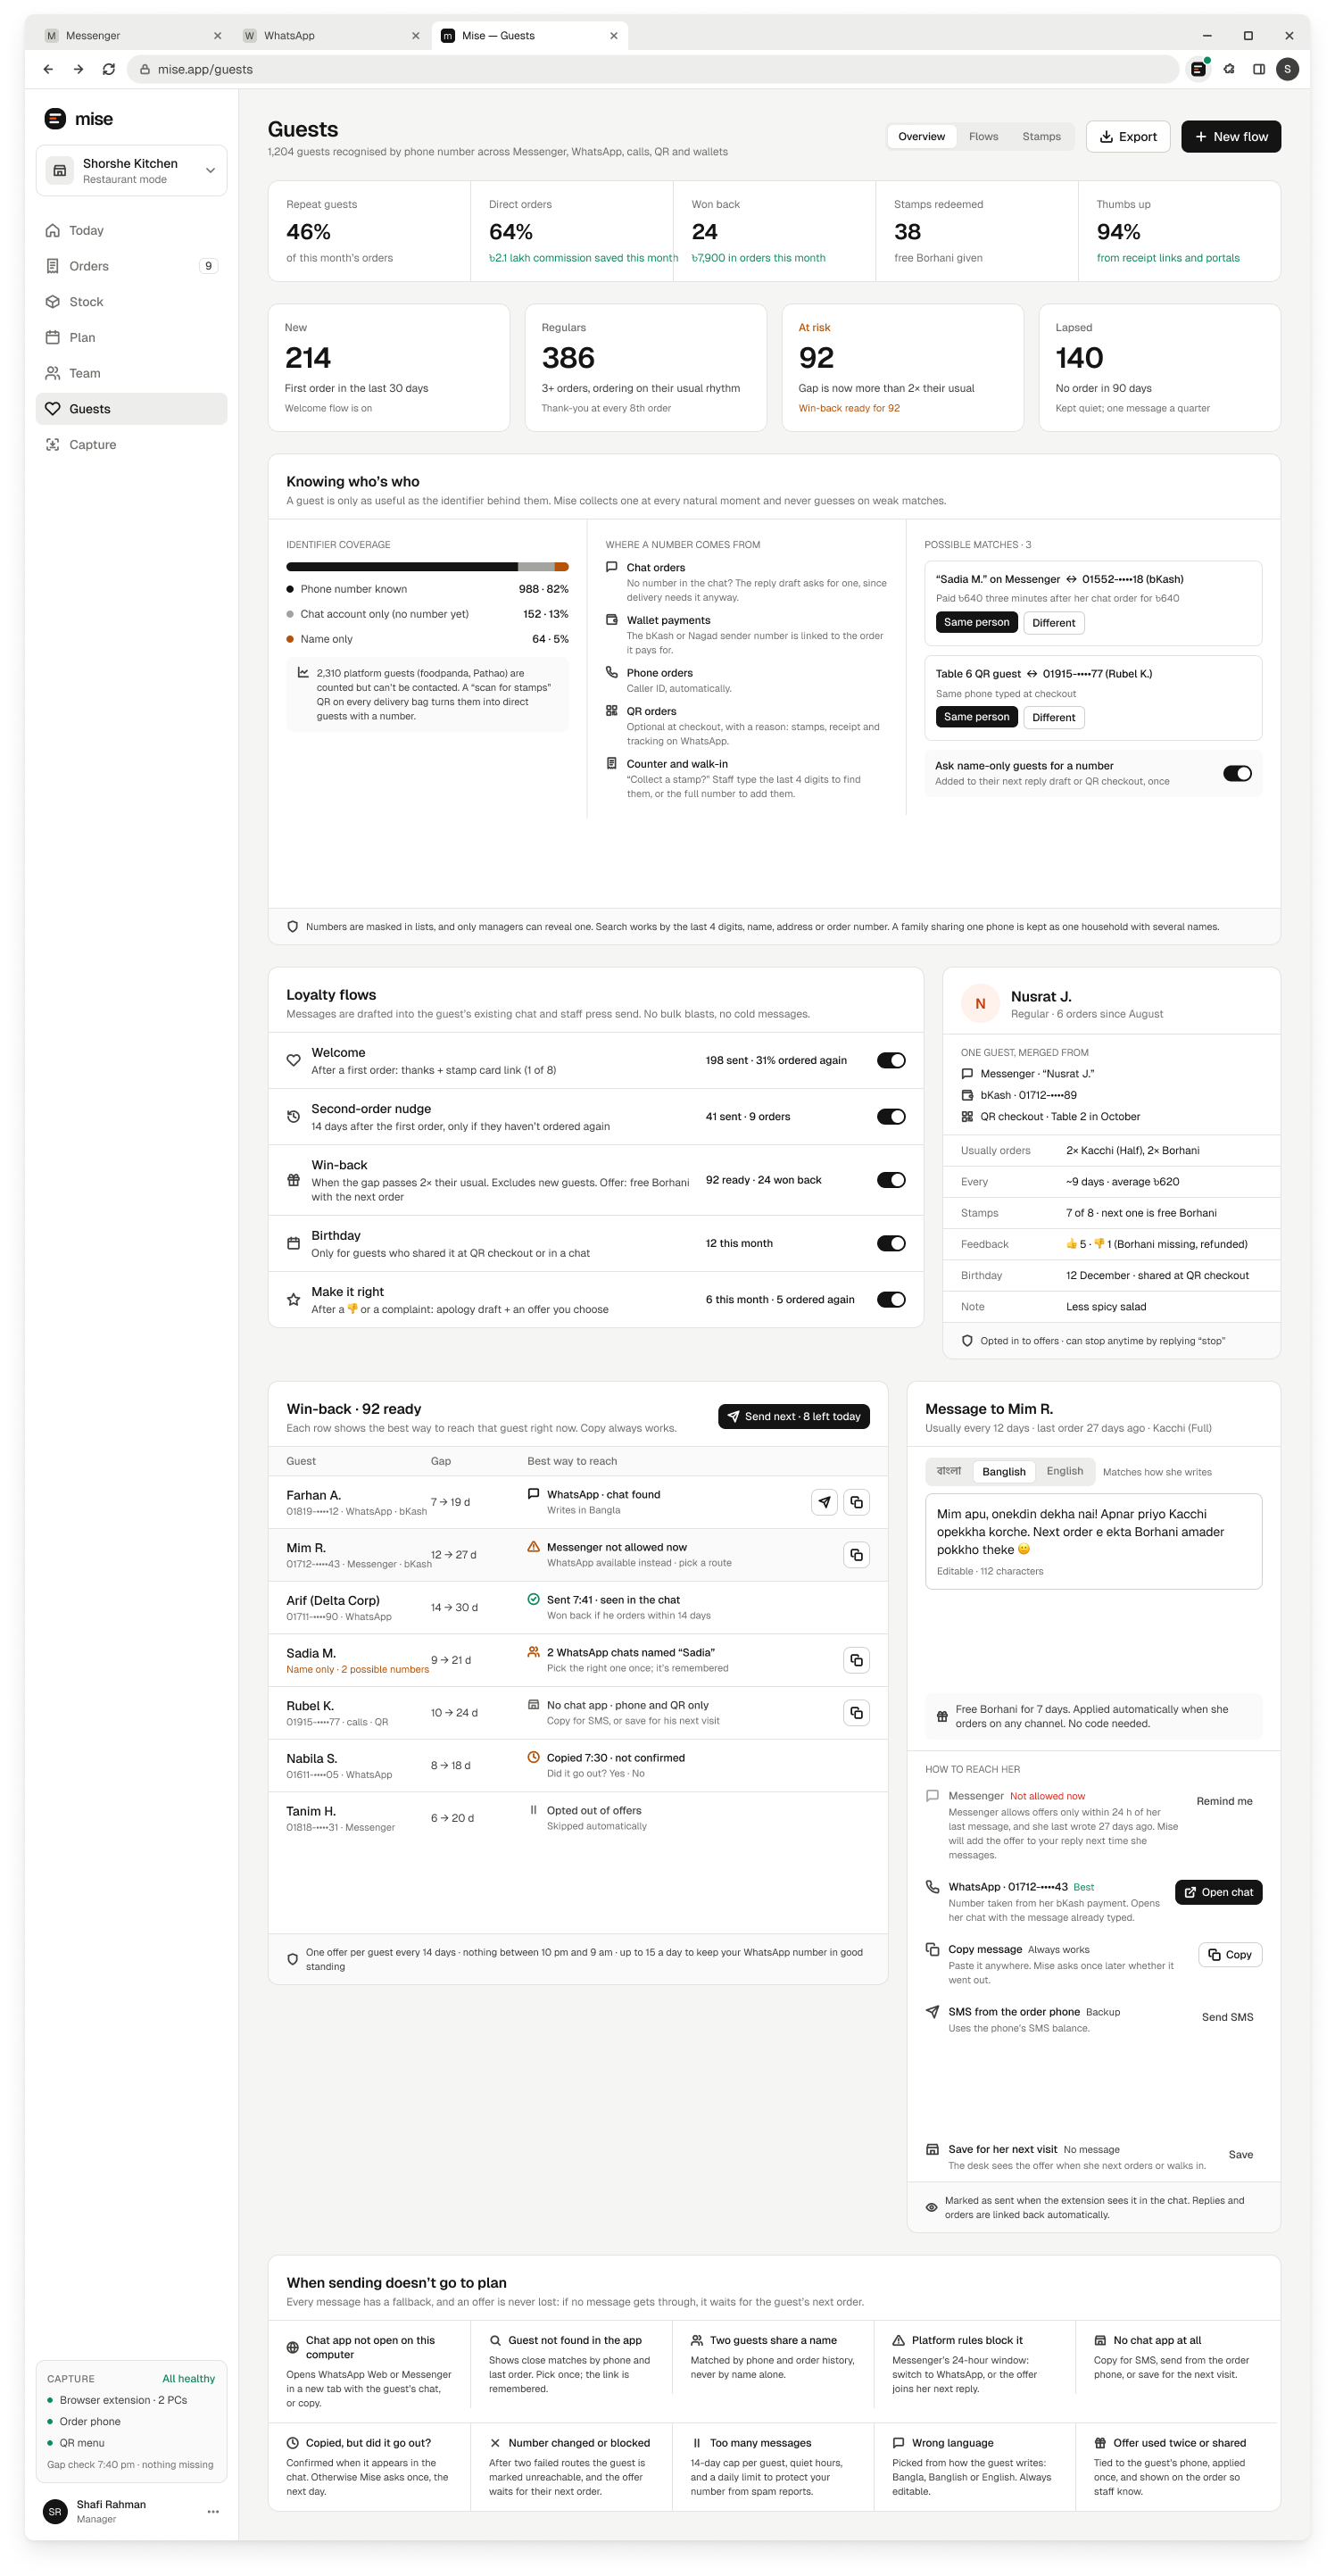 M Messenger
W WhatsApp
m Mise — Guests
mise.app/guests
S
mise
Shorshe Kitchen
Restaurant mode
Today
Orders 9
Stock
Plan
Team
Guests
Capture
CAPTURE All healthy
Browser extension · 2 PCs
Order phone
QR menu
Gap check 7:40 pm · nothing missing
SR Shafi Rahman
Manager
Guests
1,204 guests recognised by phone number across Messenger, WhatsApp, calls, QR and wallets
Overview Flows Stamps Export New flow
Repeat guests
46%
of this month's orders
Direct orders
64%
৳2.1 lakh commission saved this month
Won back
24
৳7,900 in orders this month
Stamps redeemed
38
free Borhani given
Thumbs up
94%
from receipt links and portals
New
214
First order in the last 30 days
Welcome flow is on
Regulars
386
3+ orders, ordering on their usual rhythm
Thank-you at every 8th order
At risk
92
Gap is now more than 2× their usual
Win-back ready for 92
Lapsed
140
No order in 90 days
Kept quiet; one message a quarter
Knowing who's who
A guest is only as useful as the identifier behind them. Mise collects one at every natural moment and never guesses on weak matches.
IDENTIFIER COVERAGE
Phone number known 988 · 82%
Chat account only (no number yet) 152 · 13%
Name only 64 · 5%
2,310 platform guests (foodpanda, Pathao) are
counted but can't be contacted. A “scan for stamps”
QR on every delivery bag turns them into direct
guests with a number.
WHERE A NUMBER COMES FROM
Chat orders
No number in the chat? The reply draft asks for one, since
delivery needs it anyway.
Wallet payments
The bKash or Nagad sender number is linked to the order
it pays for.
Phone orders
Caller ID, automatically.
QR orders
Optional at checkout, with a reason: stamps, receipt and
tracking on WhatsApp.
Counter and walk-in
“Collect a stamp?” Staff type the last 4 digits to find
them, or the full number to add them.
POSSIBLE MATCHES · 3
“Sadia M.” on Messenger ↔ 01552-••••18 (bKash)
Paid ৳640 three minutes after her chat order for ৳640
Same person Different
Table 6 QR guest ↔ 01915-••••77 (Rubel K.)
Same phone typed at checkout
Same person Different
Ask name-only guests for a number
Added to their next reply draft or QR checkout, once
Numbers are masked in lists, and only managers can reveal one. Search works by the last 4 digits, name, address or order number. A family sharing one phone is kept as one household with several names.
Loyalty flows
Messages are drafted into the guest's existing chat and staff press send. No bulk blasts, no cold messages.
Welcome
After a first order: thanks + stamp card link (1 of 8)
198 sent · 31% ordered again
Second-order nudge
14 days after the first order, only if they haven't ordered again
41 sent · 9 orders
Win-back
When the gap passes 2× their usual. Excludes new guests. Offer: free Borhani
with the next order
92 ready · 24 won back
Birthday
Only for guests who shared it at QR checkout or in a chat
12 this month
Make it right
After a 👎 or a complaint: apology draft + an offer you choose
6 this month · 5 ordered again
N Nusrat J.
Regular · 6 orders since August
ONE GUEST, MERGED FROM
Messenger · “Nusrat J.”
bKash · 01712-••••89
QR checkout · Table 2 in October
Usually orders 2× Kacchi (Half), 2× Borhani
Every ~9 days · average ৳620
Stamps 7 of 8 · next one is free Borhani
Feedback 👍 5 · 👎 1 (Borhani missing, refunded)
Birthday 12 December · shared at QR checkout
Note Less spicy salad
Opted in to offers · can stop anytime by replying “stop”
Win-back · 92 ready
Each row shows the best way to reach that guest right now. Copy always works.
Send next · 8 left today
Guest Gap Best way to reach
Farhan A.
01819-••••12 · WhatsApp · bKash
7 → 19 d
WhatsApp · chat found
Writes in Bangla
Mim R.
01712-••••43 · Messenger · bKash
12 → 27 d
Messenger not allowed now
WhatsApp available instead · pick a route
Arif (Delta Corp)
01711-••••90 · WhatsApp
14 → 30 d
Sent 7:41 · seen in the chat
Won back if he orders within 14 days
Sadia M.
Name only · 2 possible numbers
9 → 21 d
2 WhatsApp chats named “Sadia”
Pick the right one once; it's remembered
Rubel K.
01915-••••77 · calls · QR
10 → 24 d
No chat app · phone and QR only
Copy for SMS, or save for his next visit
Nabila S.
01611-••••05 · WhatsApp
8 → 18 d
Copied 7:30 · not confirmed
Did it go out? Yes · No
Tanim H.
01818-••••31 · Messenger
6 → 20 d
Opted out of offers
Skipped automatically
One offer per guest every 14 days · nothing between 10 pm and 9 am · up to 15 a day to keep your WhatsApp number in good
standing
Message to Mim R.
Usually every 12 days · last order 27 days ago · Kacchi (Full)
বাংলা Banglish English Matches how she writes
Mim apu, onekdin dekha nai! Apnar priyo Kacchi
opekkha korche. Next order e ekta Borhani amader
pokkho theke 😊
Editable · 112 characters
Free Borhani for 7 days. Applied automatically when she
orders on any channel. No code needed.
HOW TO REACH HER
Messenger Not allowed now
Messenger allows offers only within 24 h of her
last message, and she last wrote 27 days ago. Mise
will add the offer to your reply next time she
messages.
Remind me
WhatsApp · 01712-••••43 Best
Number taken from her bKash payment. Opens
her chat with the message already typed.
Open chat
Copy message Always works
Paste it anywhere. Mise asks once later whether it
went out.
Copy
SMS from the order phone Backup
Uses the phone's SMS balance.
Send SMS
Save for her next visit No message
The desk sees the offer when she next orders or walks in.
Save
Marked as sent when the extension sees it in the chat. Replies and
orders are linked back automatically.
When sending doesn't go to plan
Every message has a fallback, and an offer is never lost: if no message gets through, it waits for the guest's next order.
Chat app not open on this
computer
Opens WhatsApp Web or Messenger
in a new tab with the guest's chat,
or copy.
Guest not found in the app
Shows close matches by phone and
last order. Pick once; the link is
remembered.
Two guests share a name
Matched by phone and order history,
never by name alone.
Platform rules block it
Messenger's 24-hour window:
switch to WhatsApp, or the offer
joins her next reply.
No chat app at all
Copy for SMS, send from the order
phone, or save for the next visit.
Copied, but did it go out?
Confirmed when it appears in the
chat. Otherwise Mise asks once, the
next day.
Number changed or blocked
After two failed routes the guest is
marked unreachable, and the offer
waits for their next order.
Too many messages
14-day cap per guest, quiet hours,
and a daily limit to protect your
number from spam reports.
Wrong language
Picked from how the guest writes:
Bangla, Banglish or English. Always
editable.
Offer used twice or shared
Tied to the guest's phone, applied
once, and shown on the order so
staff know.